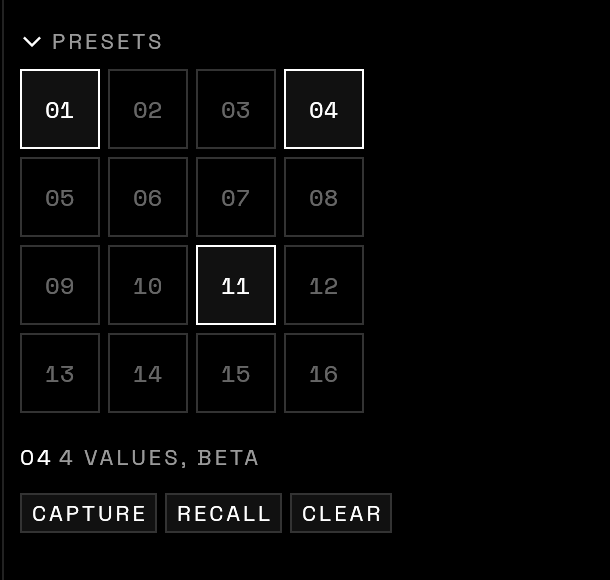 PRESETS
01 02 03 04
05 06 07 08
09 10 11 12
13 14 15 16
04 4 VALUES, BETA
CAPTURE RECALL CLEAR